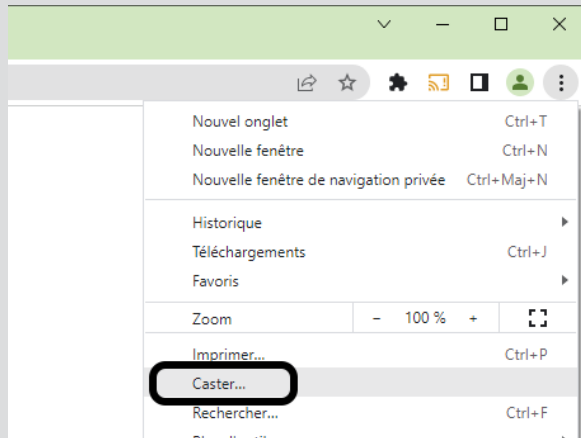 Nouvel onglet Ctrl+T
Nouvelle fenêtre Ctrl+N
Nouvelle fenêtre de navigation privée Ctrl+Maj+N
Historique
Téléchargements Ctrl+J
Favoris
Zoom - 100 % +
Imprimer... Ctrl+P
Caster...
Rechercher... Ctrl+F